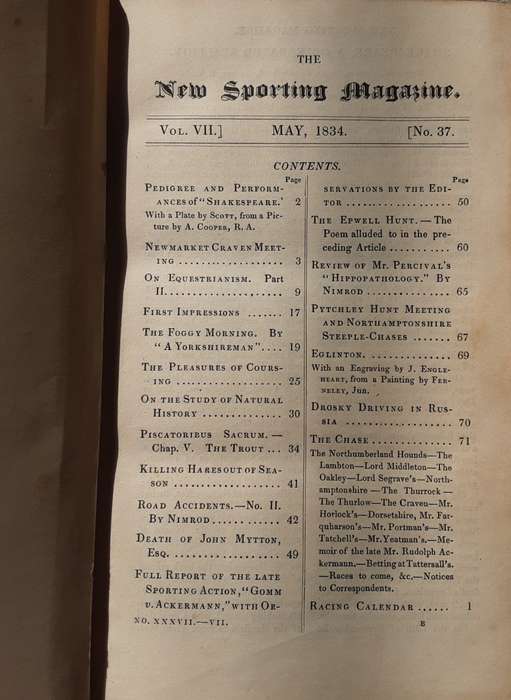 THE
New Sporting Magazine.
VOL. VII.] MAY, 1834. [No. 37.
CONTENTS.
Page
PEDIGREE AND PERFORM-
ANCES of "SHAKESPEARE.' 2
With a Plate by SCOTT, from a Pic-
ture by A. COOPER, R. A.
NEWMARKET CRAVEN MEET-
ING .................... 3
ON EQUESTRIANISM. Part
II..................... 9
FIRST IMPRESSIONS ....... 17
THE FOGGY MORNING. BY
"A YORKSHIREMAN".... 19
THE PLEASURES OF COURS-
ING .................... 25
ON THE STUDY OF NATURAL
HISTORY ............... 30
PISCATORIBUS SACRUM.—
Chap. V. THE TROUT ... 34
KILLING HARES OUT OF SEA-
SON .................... 41
ROAD ACCIDENTS.—No. II.
BY NIMROD............. 42
DEATH OF JOHN MYTTON,
ESQ. ................... 49
FULL REPORT OF THE LATE
SPORTING ACTION, "GOMM
v. ACKERMANN," WITH OB-
NO. XXXVII.—VII.
Page
SERVATIONS BY THE EDI-
TOR ................... 50
THE EPWELL HUNT.—The
Poem alluded to in the pre-
ceding Article ........... 60
REVIEW OF MR. PERCIVAL'S
"HIPPOPATHOLOGY." BY
NIMROD ............... 65
PYTCHLEY HUNT MEETING
AND NORTHAMPTONSHIRE
STEEPLE-CHASES ....... 67
EGLINTON. .............. 69
With an Engraving by J. ENGLE-
HEART, from a Painting by FER-
NELEY, Jun.
DROSKY DRIVING IN RUS-
SIA ................... 70
THE CHASE ............... 71
The Northumberland Hounds—The
Lambton—Lord Middleton—The
Oakley—Lord Segrave's—North-
amptonshire—The Thurrock—
The Thurlow—The Craven—Mr.
Horlock's—Dorsetshire, Mr. Far-
quharson's—Mr. Portman's—Mr.
Tatchell's—Mr. Yeatman's.—Me-
moir of the late Mr. Rudolph Ac-
kermann.—Betting at Tattersall's.
—Races to come, &c.—Notices
to Correspondents.
RACING CALENDAR ...... 1
B